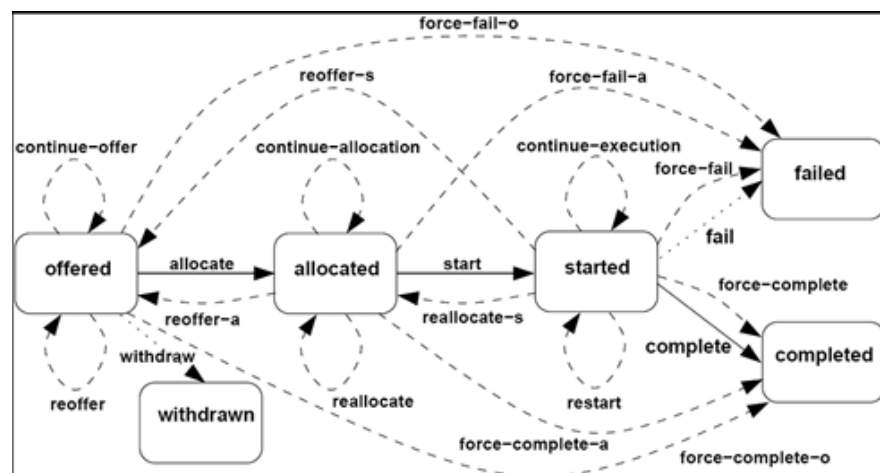 force-fail-o
reoffer-s
force-fail-a
continue-offer
continue-allocation
continue-execution
force-fail
failed
fail
offered
allocate
allocated
start
started
reoffer-a
reallocate-s
force-complete
withdraw
complete
completed
reoffer
withdrawn
reallocate
restart
force-complete-a
force-complete-o